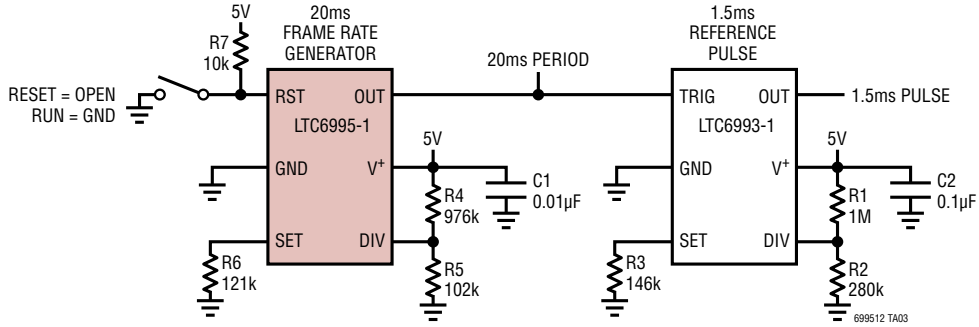 5V
20ms
FRAME RATE
GENERATOR
1.5ms
REFERENCE
PULSE
R7
10k
20ms PERIOD
RESET = OPEN
RUN = GND
RST
OUT
TRIG
OUT
1.5ms PULSE
LTC6995-1
LTC6993-1
5V
5V
GND
V+
C1
0.01µF
GND
V+
C2
0.1µF
R4
976k
R1
1M
SET
DIV
SET
DIV
R6
121k
R5
102k
R3
146k
R2
280k
699512 TA03